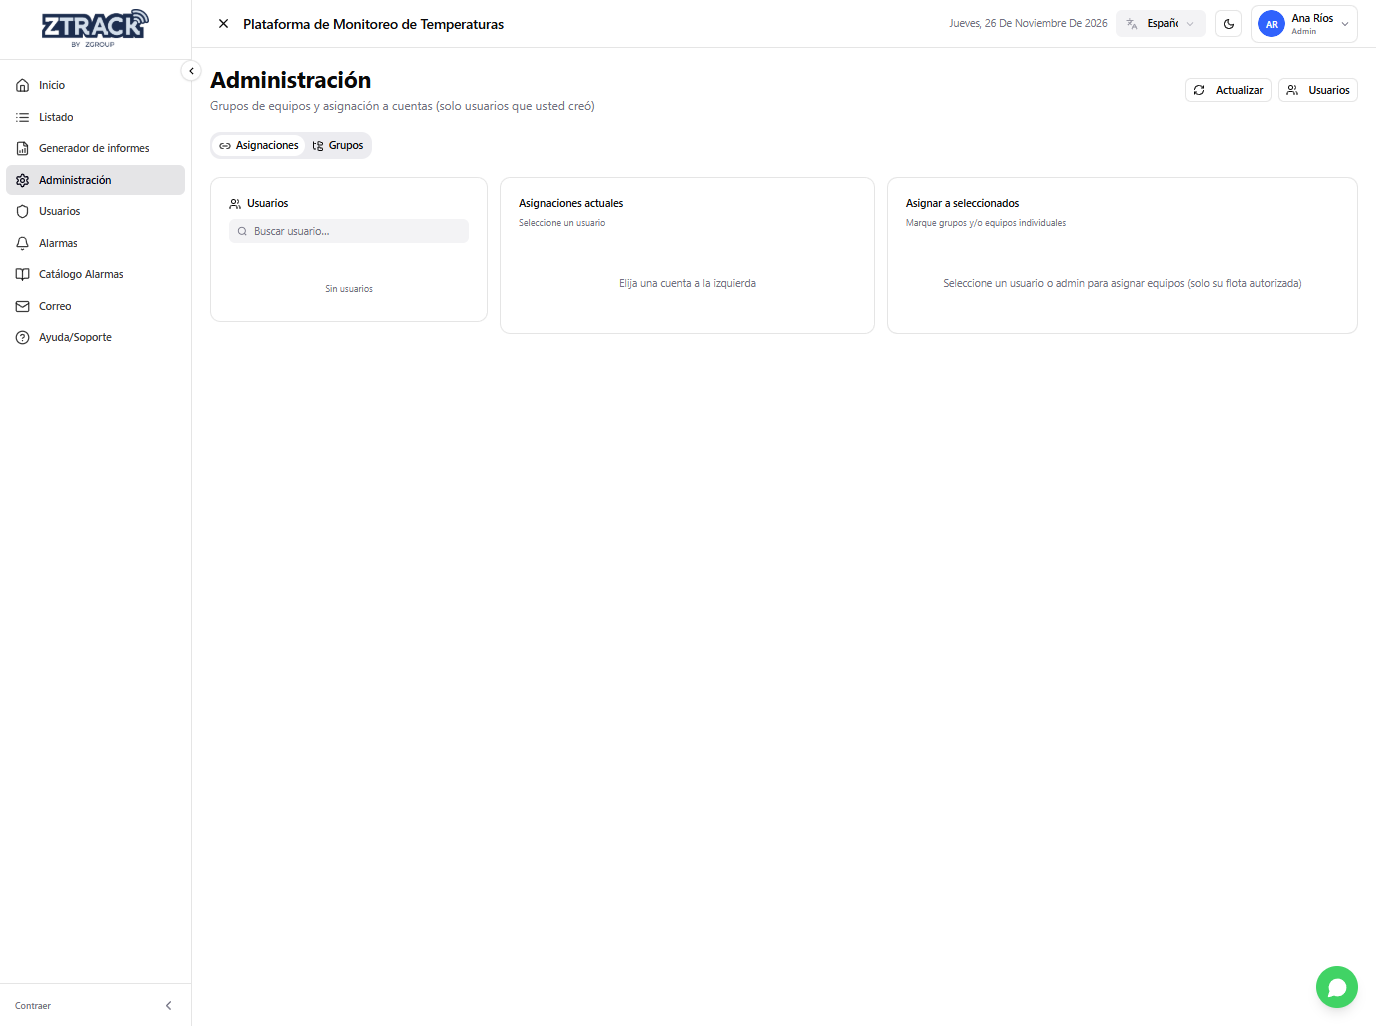 ZTRACK
BY ZGROUP
Plataforma de Monitoreo de Temperaturas
Jueves, 26 De Noviembre De 2026
Españo
AR
Ana Ríos
Admin
Inicio
Listado
Generador de informes
Administración
Usuarios
Alarmas
Catálogo Alarmas
Correo
Ayuda/Soporte
Contraer
Administración
Grupos de equipos y asignación a cuentas (solo usuarios que usted creó)
Actualizar
Usuarios
Asignaciones
Grupos
Usuarios
Buscar usuario...
Sin usuarios
Asignaciones actuales
Seleccione un usuario
Elija una cuenta a la izquierda
Asignar a seleccionados
Marque grupos y/o equipos individuales
Seleccione un usuario o admin para asignar equipos (solo su flota autorizada)